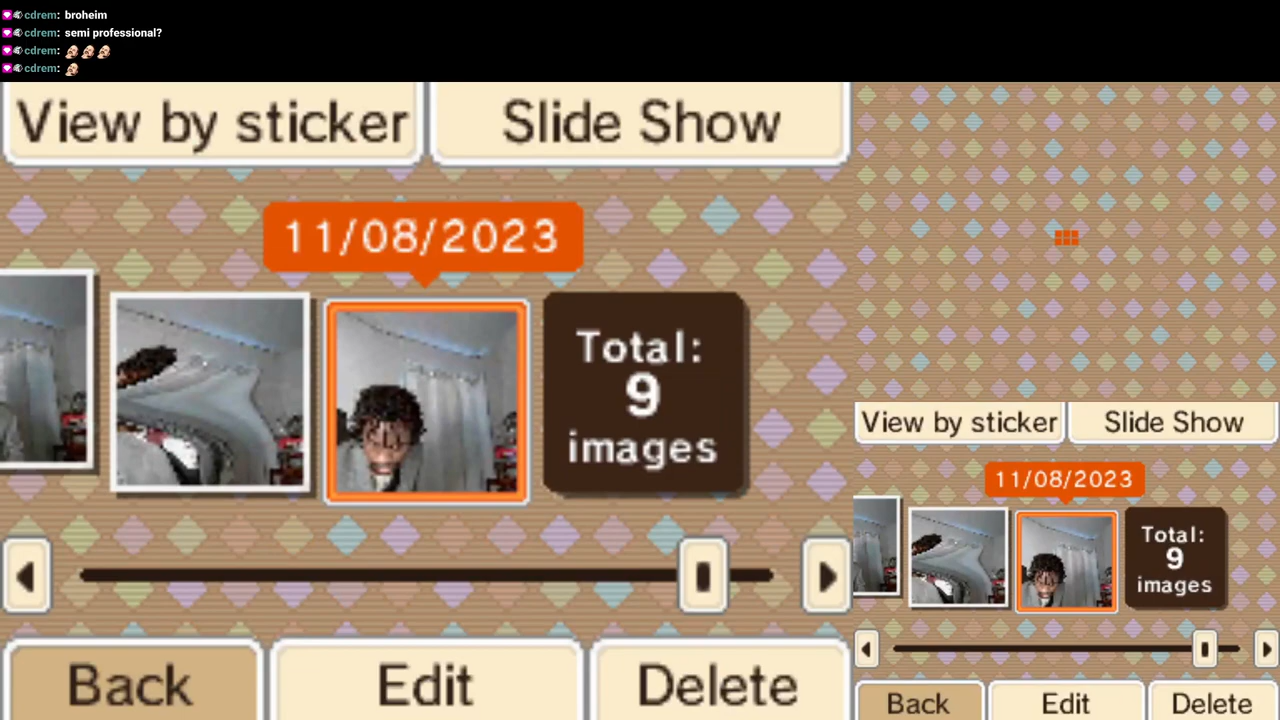 cdrem: broheim
cdrem: semi professional?
cdrem:
cdrem:
View by sticker
Slide Show
11/08/2023
Total:
9
images
Back
Edit
Delete
View by sticker
Slide Show
11/08/2023
Total:
9
images
Back
Edit
Delete